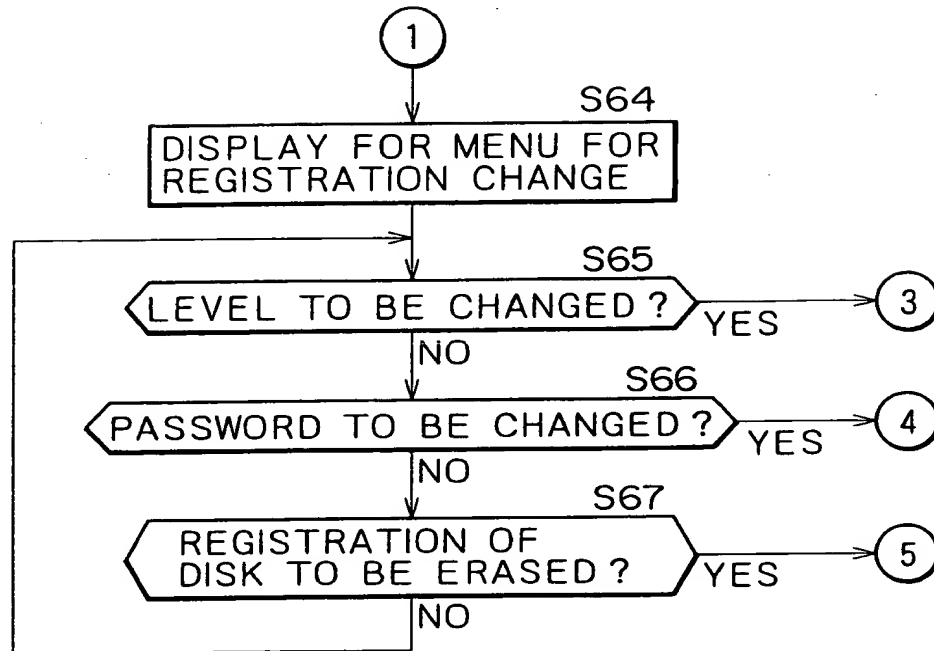 1
S64
DISPLAY FOR MENU FOR
REGISTRATION CHANGE
S65
LEVEL TO BE CHANGED?
YES
3
NO
S66
PASSWORD TO BE CHANGED?
YES
4
NO
S67
REGISTRATION OF
DISK TO BE ERASED?
YES
5
NO